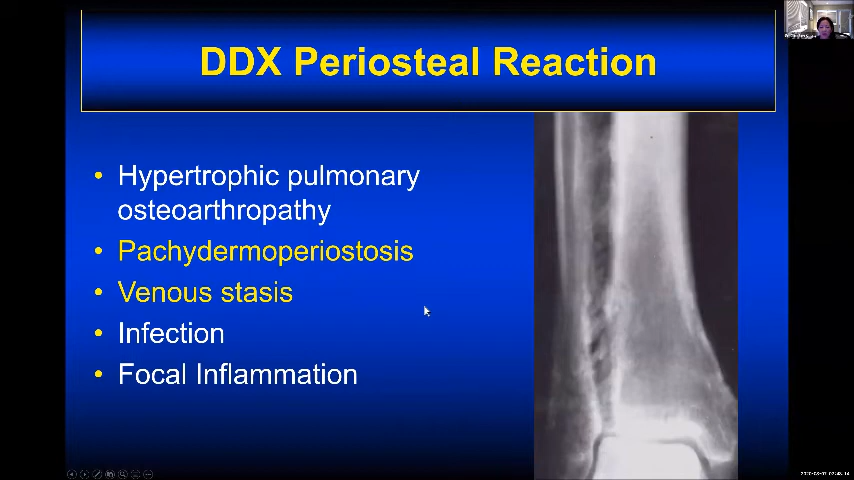 DDX Periosteal Reaction
• Hypertrophic pulmonary
osteoarthropathy
• Pachydermoperiostosis
• Venous stasis
• Infection
• Focal Inflammation